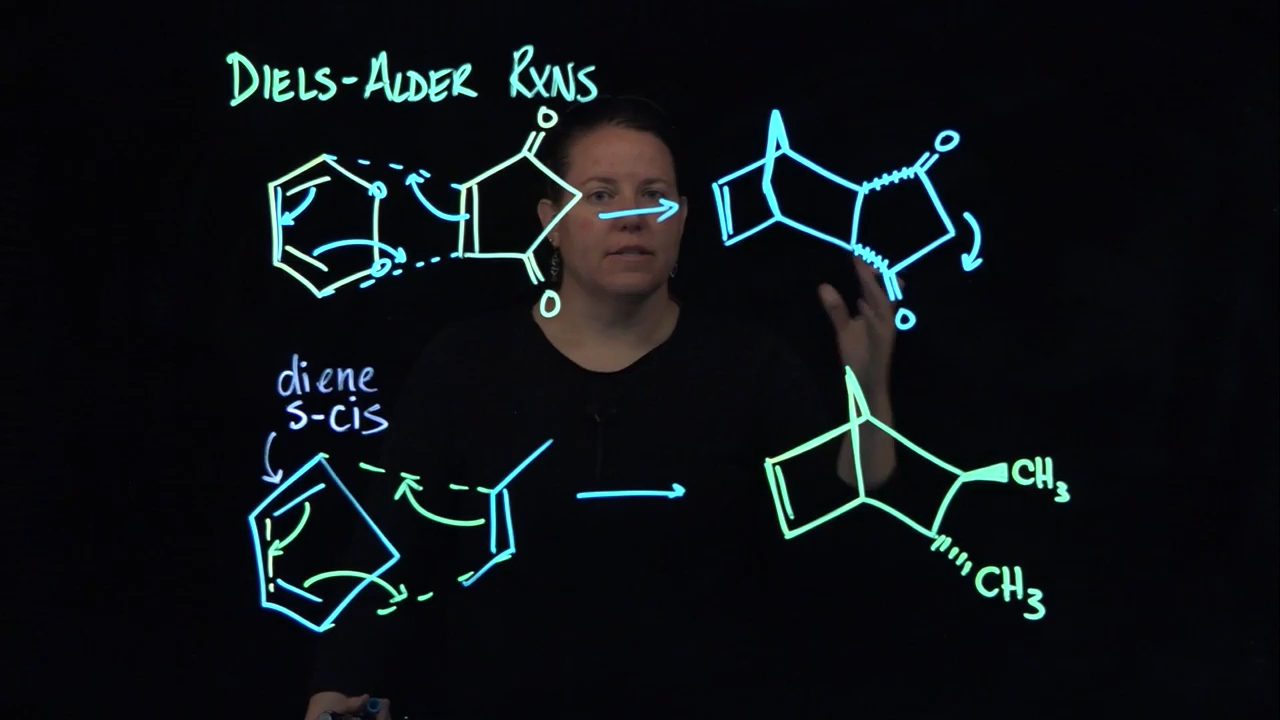 DIELS-ALDER RXNS
O
O
O
O
diene
s-cis
CH3
CH3